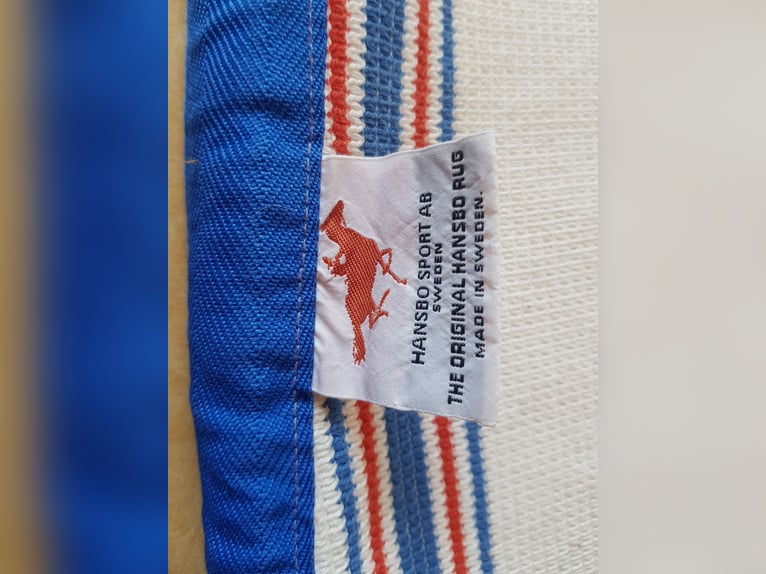 HANSBO SPORT AB
SWEDEN
THE ORIGINAL HANSBO RUG
MADE IN SWEDEN.